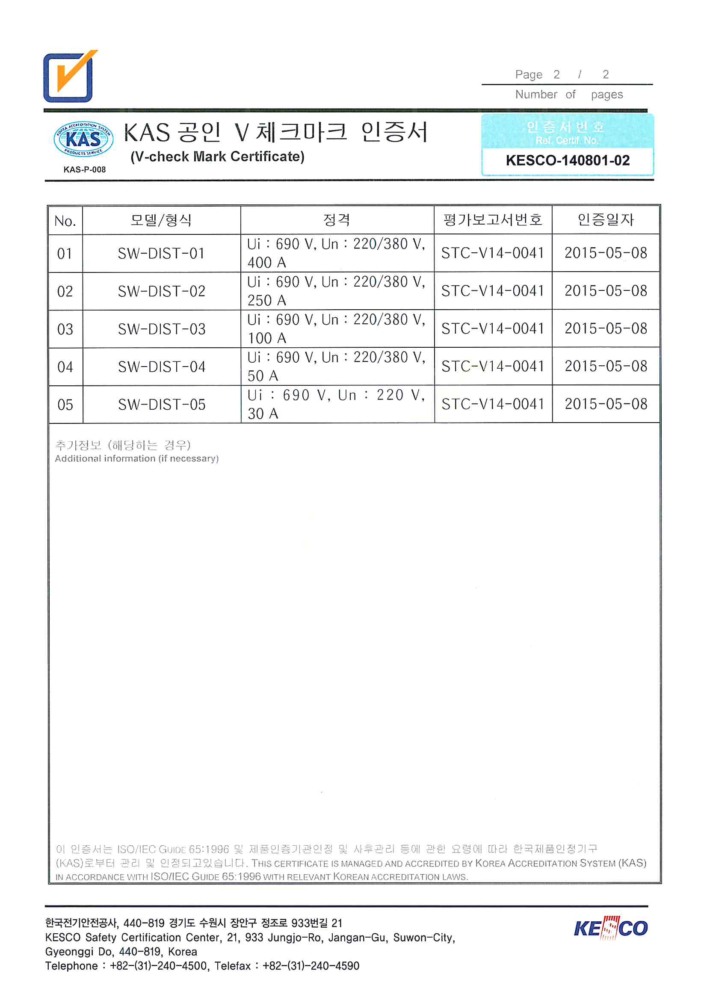 Page 2 / 2
Number of pages
KOREA ACCREDITATION SYSTEM
KAS
PRODUCTS SERVICE
KAS-P-008
KAS 공인 V 체크마크 인증서
(V-check Mark Certificate)
인증서번호
Ref. Certif. No.
KESCO-140801-02
No. 모델/형식 정격 평가보고서번호 인증일자
01 SW-DIST-01 Ui : 690 V, Un : 220/380 V, 400 A STC-V14-0041 2015-05-08
02 SW-DIST-02 Ui : 690 V, Un : 220/380 V, 250 A STC-V14-0041 2015-05-08
03 SW-DIST-03 Ui : 690 V, Un : 220/380 V, 100 A STC-V14-0041 2015-05-08
04 SW-DIST-04 Ui : 690 V, Un : 220/380 V, 50 A STC-V14-0041 2015-05-08
05 SW-DIST-05 Ui : 690 V, Un : 220 V, 30 A STC-V14-0041 2015-05-08
추가정보 (해당하는 경우)
Additional information (if necessary)
이 인증서는 ISO/IEC GUIDE 65:1996 및 제품인증기관인정 및 사후관리 등에 관한 요령에 따라 한국제품인정기구
(KAS)로부터 관리 및 인정되고있습니다. THIS CERTIFICATE IS MANAGED AND ACCREDITED BY KOREA ACCREDITATION SYSTEM (KAS)
IN ACCORDANCE WITH ISO/IEC GUIDE 65:1996 WITH RELEVANT KOREAN ACCREDITATION LAWS.
한국전기안전공사, 440-819 경기도 수원시 장안구 정조로 933번길 21
KESCO Safety Certification Center, 21, 933 Jungjo-Ro, Jangan-Gu, Suwon-City,
Gyeonggi Do, 440-819, Korea
Telephone : +82-(31)-240-4500, Telefax : +82-(31)-240-4590
KESCO